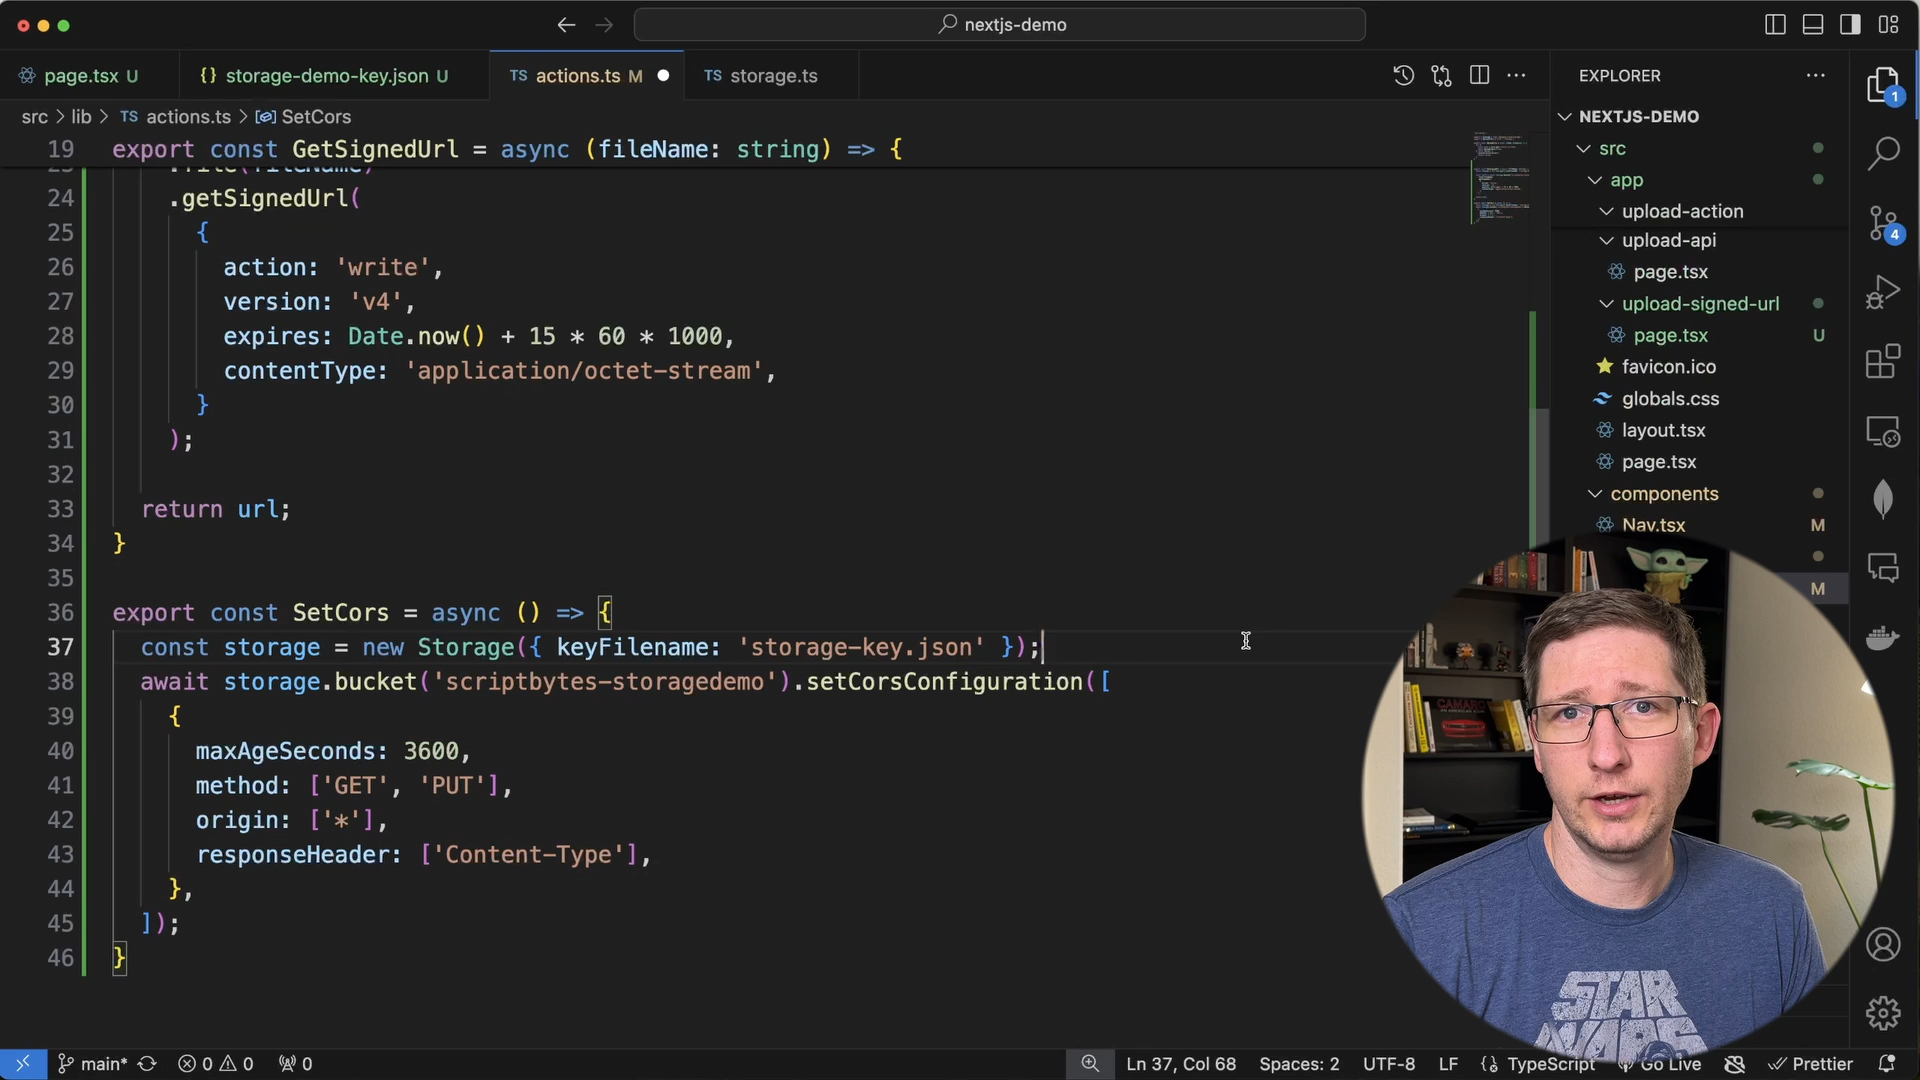 nextjs-demo
page.tsx U
{} storage-demo-key.json U
TS actions.ts M
TS storage.ts
EXPLORER
src > lib > TS actions.ts > SetCors
NEXTJS-DEMO
19 export const GetSignedUrl = async (fileName: string) => {
24 .getSignedUrl(
25 {
26 action: 'write',
27 version: 'v4',
28 expires: Date.now() + 15 * 60 * 1000,
29 contentType: 'application/octet-stream',
30 }
31 );
32
33 return url;
34 }
35
36 export const SetCors = async () => {
37 const storage = new Storage({ keyFilename: 'storage-key.json' });
38 await storage.bucket('scriptbytes-storagedemo').setCorsConfiguration([
39 {
40 maxAgeSeconds: 3600,
41 method: ['GET', 'PUT'],
42 origin: ['*'],
43 responseHeader: ['Content-Type'],
44 },
45 ]);
46 }
src
app
upload-action
upload-api
page.tsx
upload-signed-url
page.tsx U
favicon.ico
globals.css
layout.tsx
page.tsx
components
Nav.tsx M
M
1
4
CAMARO
STAR
WARS
main*
0
0
0
Ln 37, Col 68
Spaces: 2
UTF-8
LF
{} TypeScript
Go Live
Prettier